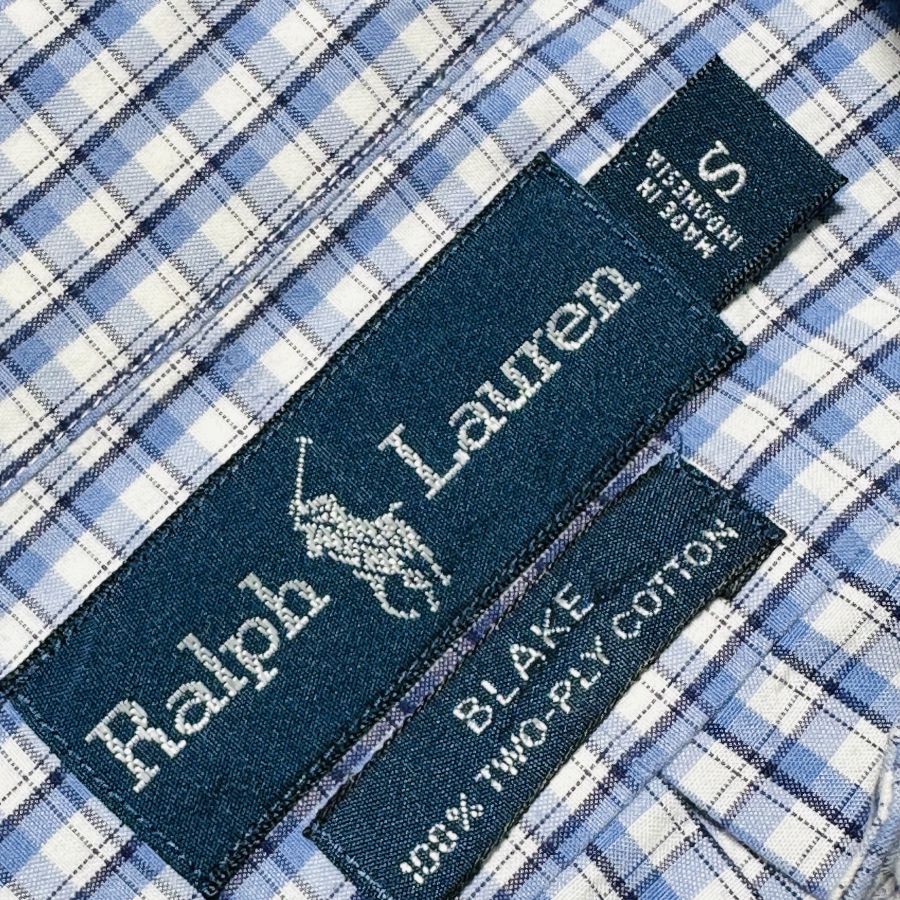 Ralph Lauren
S
MADE IN
INDONESIA
BLAKE
100% TWO-PLY COTTON